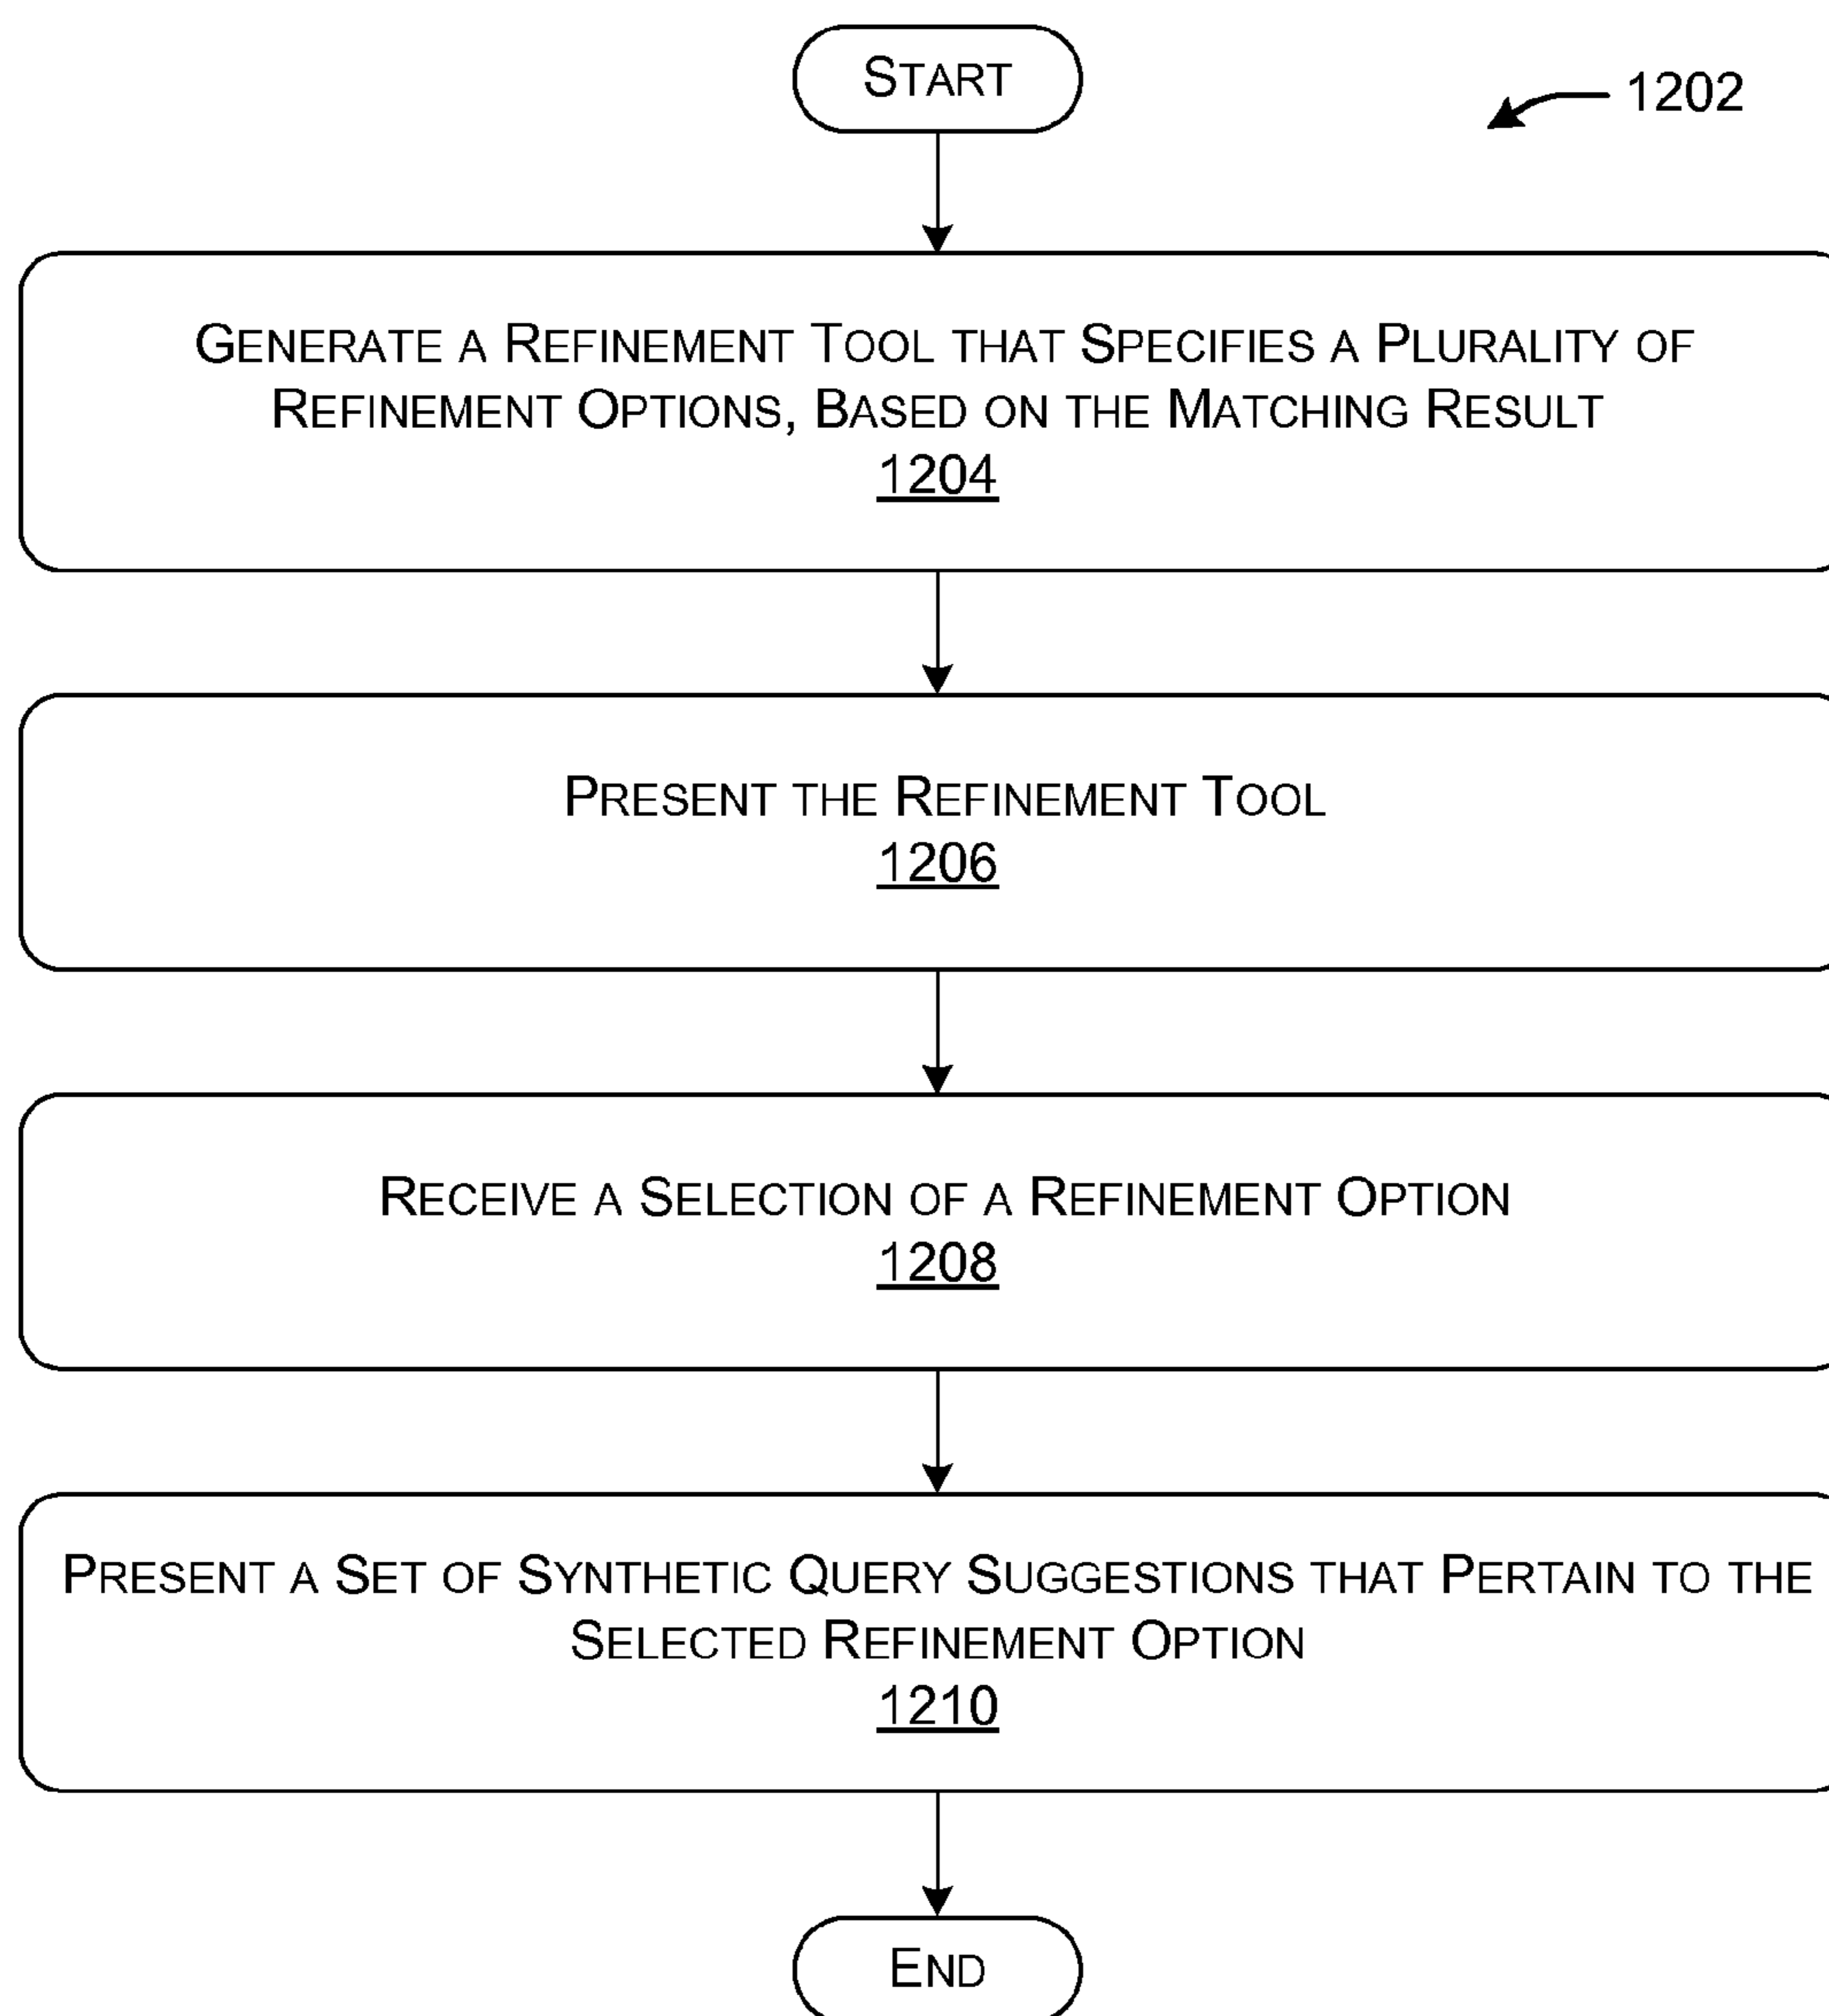 START
1202
GENERATE A REFINEMENT TOOL THAT SPECIFIES A PLURALITY OF
REFINEMENT OPTIONS, BASED ON THE MATCHING RESULT
1204
PRESENT THE REFINEMENT TOOL
1206
RECEIVE A SELECTION OF A REFINEMENT OPTION
1208
PRESENT A SET OF SYNTHETIC QUERY SUGGESTIONS THAT PERTAIN TO THE
SELECTED REFINEMENT OPTION
1210
END